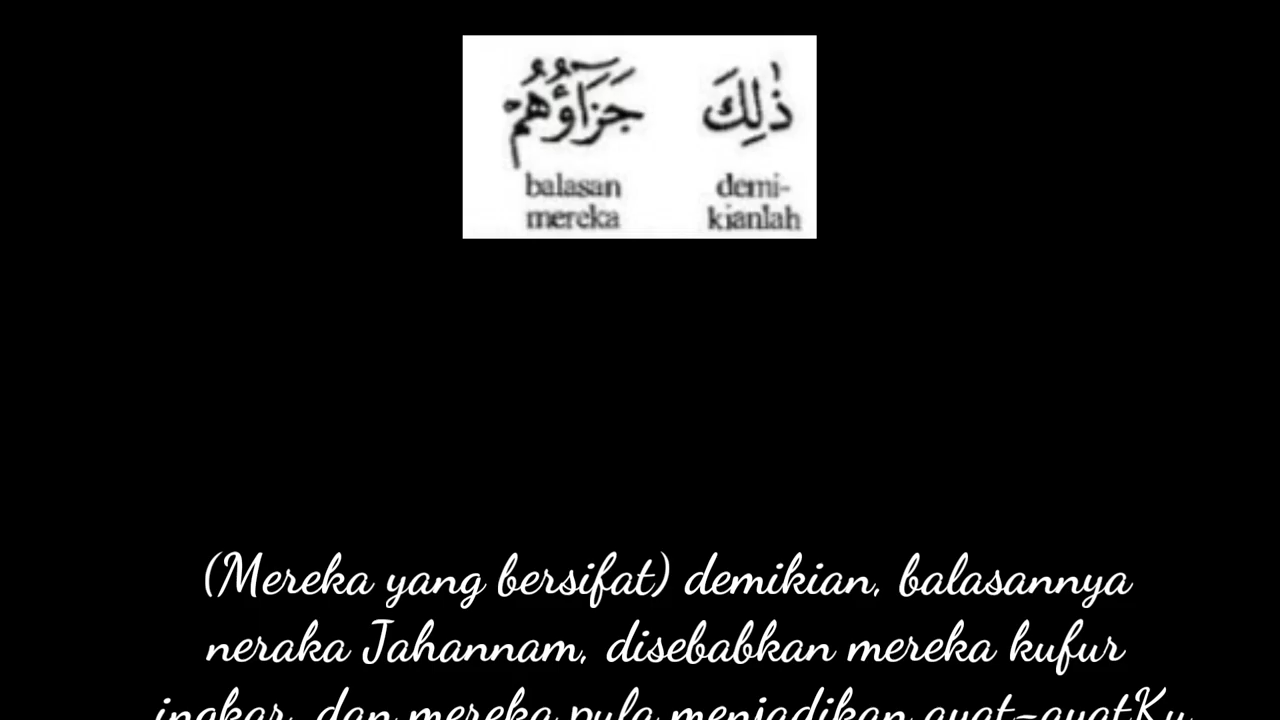 ذَٰلِكَ جَزَآؤُهُمْ
demi- balasan
kianlah mereka
(Mereka yang bersifat) demikian, balasannya
neraka Jahannam, disebabkan mereka kufur
ingkar, dan mereka pula menjadikan ayat-ayatKu